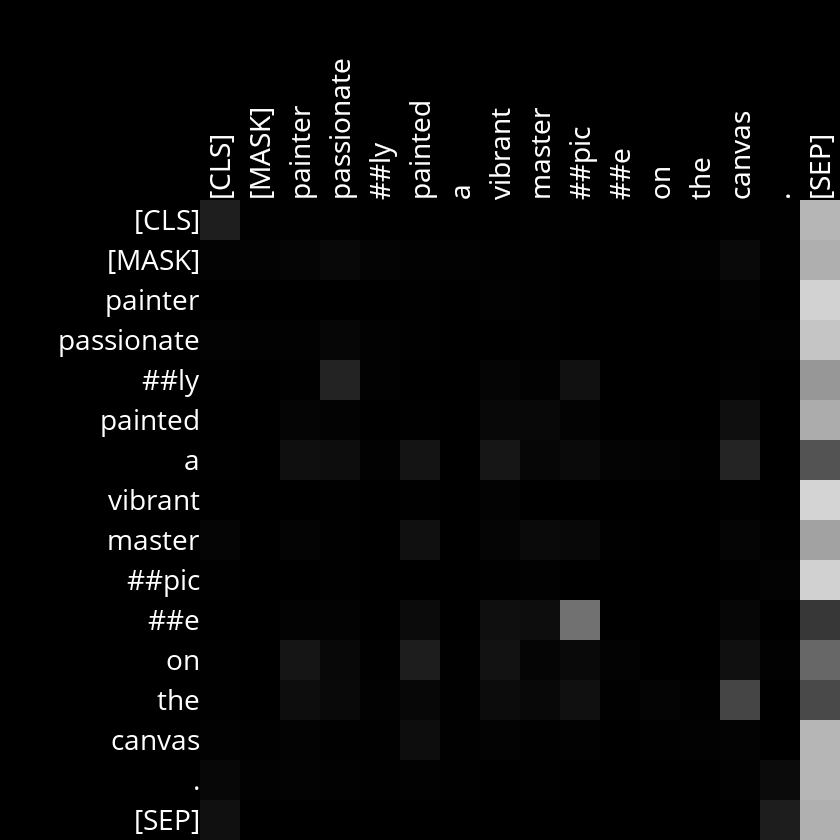 [CLS]
[MASK]
painter
passionate
##ly
painted
a
vibrant
master
##pic
##e
on
the
canvas
.
[SEP]
[CLS]
[MASK]
painter
passionate
##ly
painted
a
vibrant
master
##pic
##e
on
the
canvas
.
[SEP]